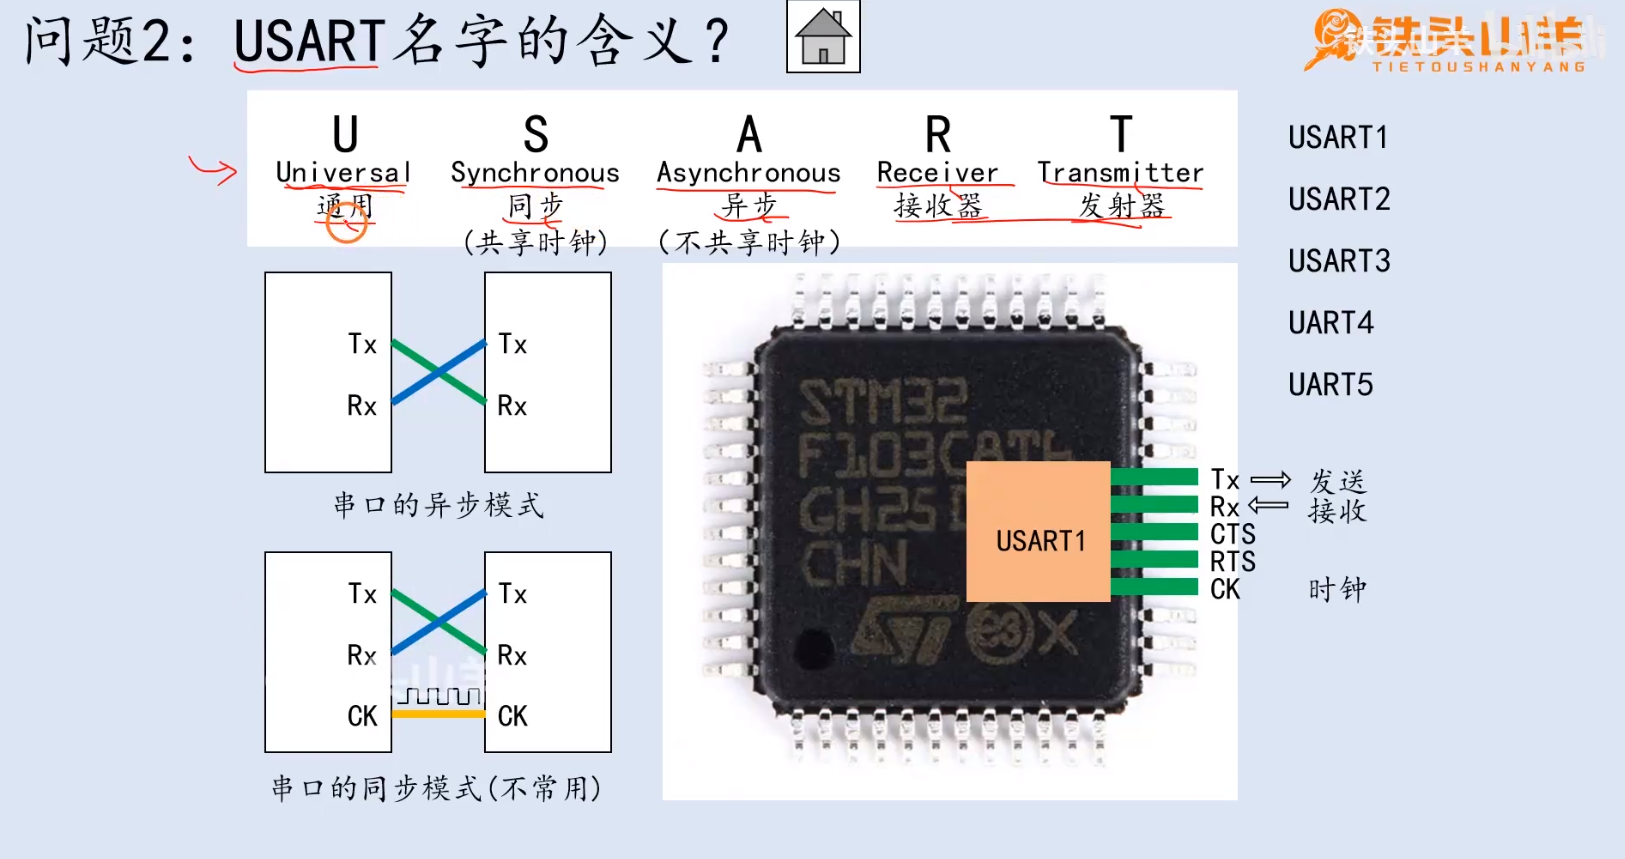 问题2：USART名字的含义？
铁头山羊
TIETOUSHANYANG
U S A R T
Universal Synchronous Asynchronous Receiver Transmitter
通用 同步 异步 接收器 发射器
(共享时钟) (不共享时钟)
USART1
USART2
USART3
UART4
UART5
Tx Tx
Rx Rx
串口的异步模式
Tx Tx
Rx Rx
CK CK
串口的同步模式(不常用)
STM32
F103C8T6
GH25
CHN
e3
USART1
Tx 发送
Rx 接收
CTS
RTS
CK 时钟